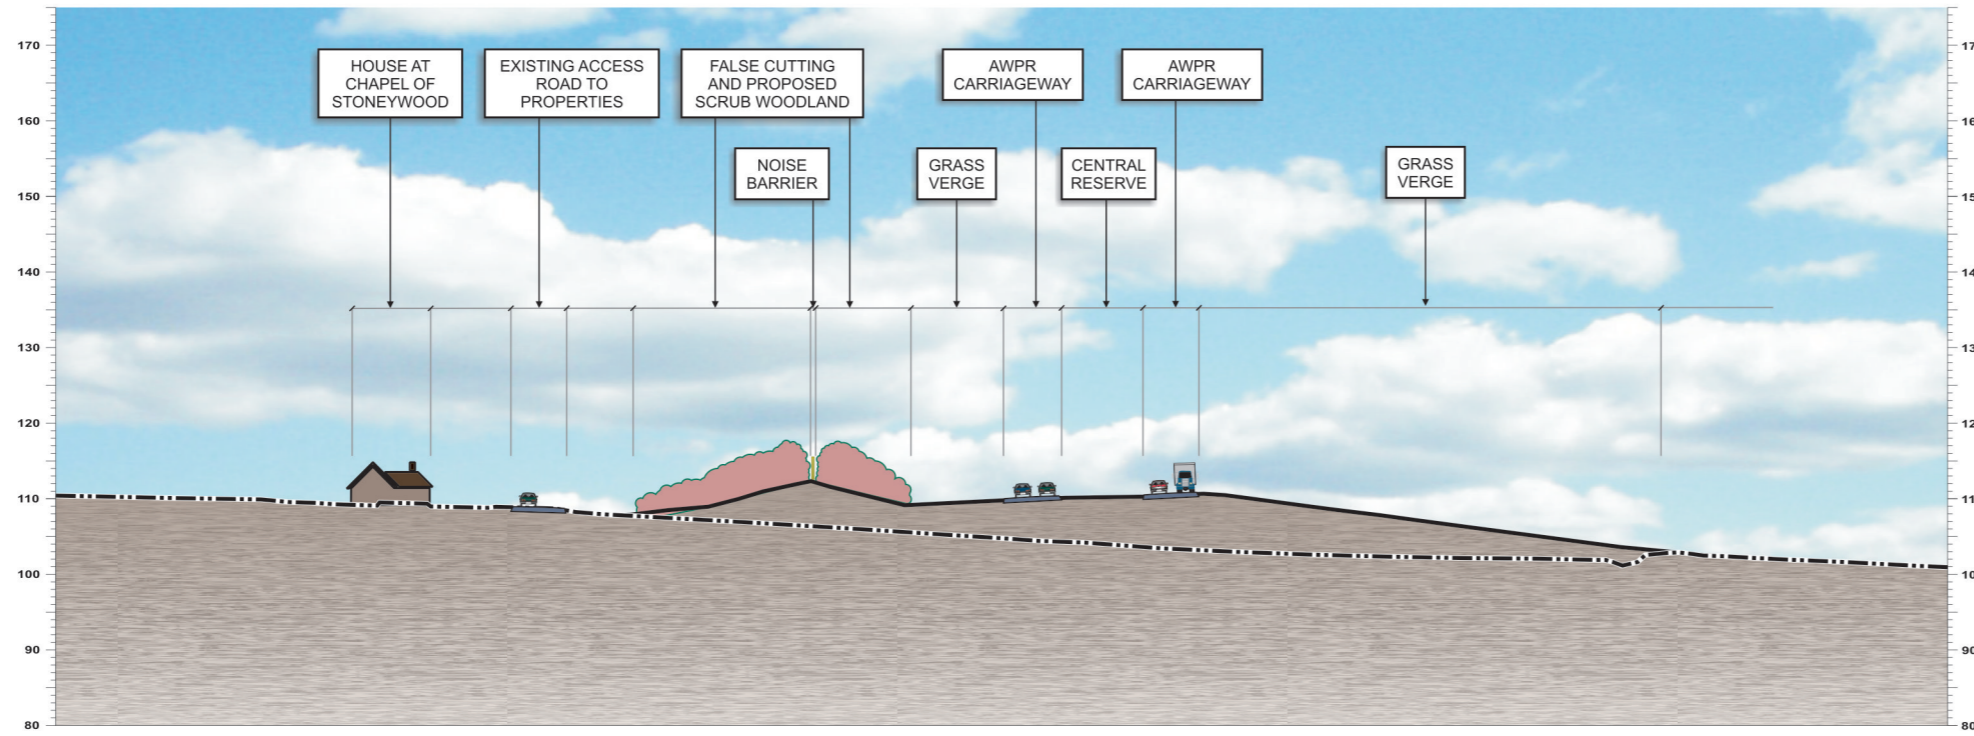 HOUSE AT
CHAPEL OF
STONEYWOOD
EXISTING ACCESS
ROAD TO
PROPERTIES
FALSE CUTTING
AND PROPOSED
SCRUB WOODLAND
AWPR
CARRIAGEWAY
AWPR
CARRIAGEWAY
NOISE
BARRIER
GRASS
VERGE
CENTRAL
RESERVE
GRASS
VERGE
170
160
150
140
130
120
110
100
90
80
90
80